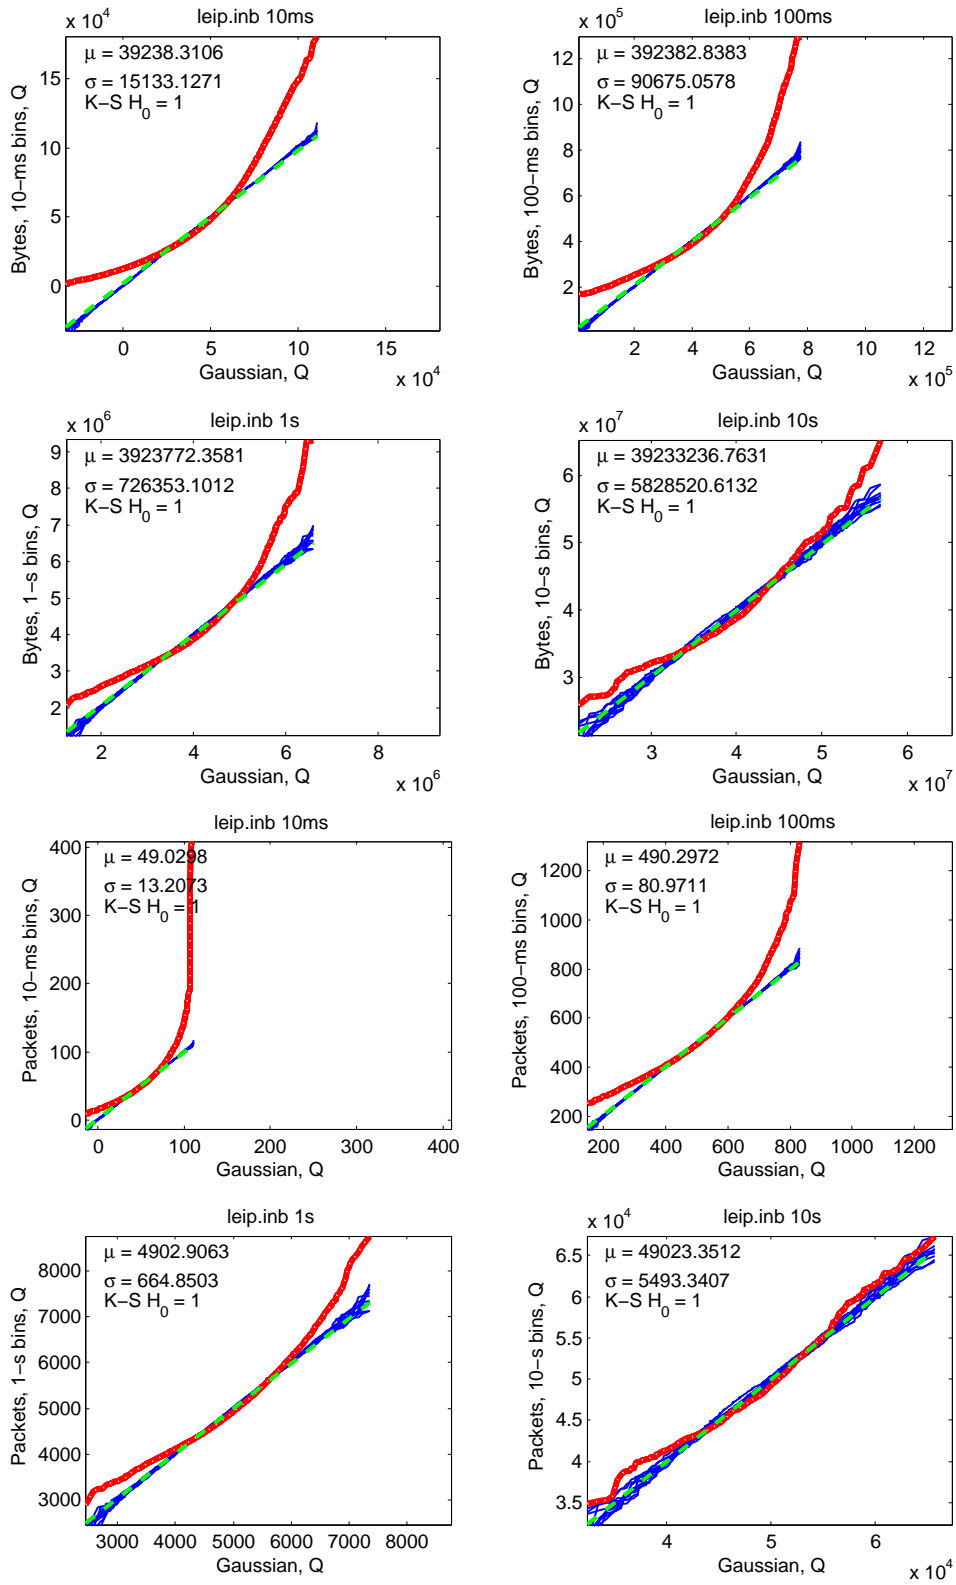 x 10^4
leip.inb 10ms
μ = 39238.3106
σ = 15133.1271
K−S H_0 = 1
Bytes, 10−ms bins, Q
15
10
5
0
0 5 10 15
Gaussian, Q
x 10^4
x 10^5
leip.inb 100ms
μ = 392382.8383
σ = 90675.0578
K−S H_0 = 1
Bytes, 100−ms bins, Q
12
10
8
6
4
2
2 4 6 8 10 12
Gaussian, Q
x 10^5
x 10^6
leip.inb 1s
μ = 3923772.3581
σ = 726353.1012
K−S H_0 = 1
Bytes, 1−s bins, Q
9
8
7
6
5
4
3
2
2 4 6 8
Gaussian, Q
x 10^6
x 10^7
leip.inb 10s
μ = 39233236.7631
σ = 5828520.6132
K−S H_0 = 1
Bytes, 10−s bins, Q
6
5
4
3
3 4 5 6
Gaussian, Q
x 10^7
leip.inb 10ms
μ = 49.0298
σ = 13.2073
K−S H_0 = 1
Packets, 10−ms bins, Q
400
300
200
100
0
0 100 200 300 400
Gaussian, Q
leip.inb 100ms
μ = 490.2972
σ = 80.9711
K−S H_0 = 1
Packets, 100−ms bins, Q
1200
1000
800
600
400
200
200 400 600 800 1000 1200
Gaussian, Q
leip.inb 1s
μ = 4902.9063
σ = 664.8503
K−S H_0 = 1
Packets, 1−s bins, Q
8000
7000
6000
5000
4000
3000
3000 4000 5000 6000 7000 8000
Gaussian, Q
x 10^4
leip.inb 10s
μ = 49023.3512
σ = 5493.3407
K−S H_0 = 1
Packets, 10−s bins, Q
6.5
6
5.5
5
4.5
4
3.5
4 5 6
Gaussian, Q
x 10^4